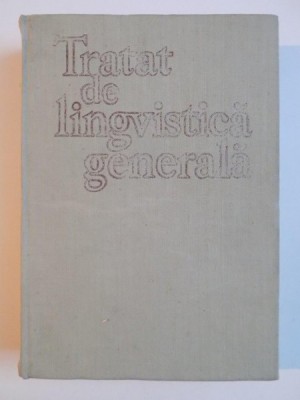 Tratat
de
lingvistică
generală